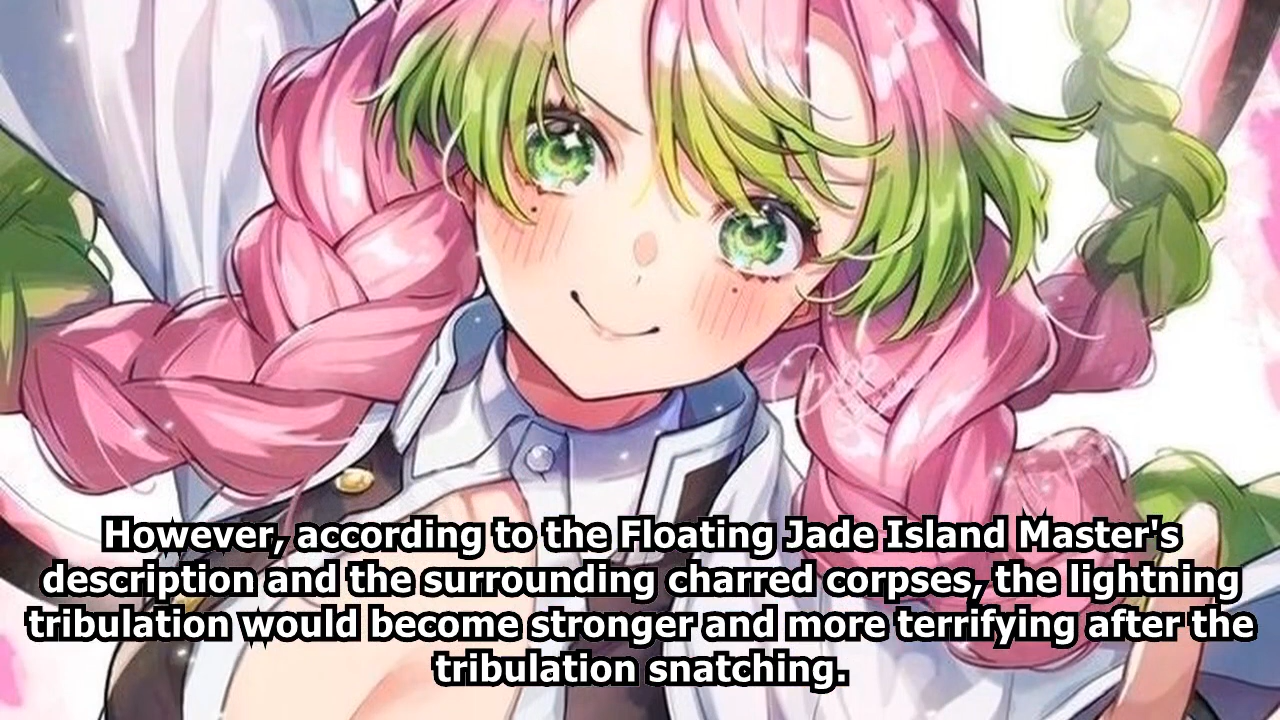 However, according to the Floating Jade Island Master's
description and the surrounding charred corpses, the lightning
tribulation would become stronger and more terrifying after the
tribulation snatching.